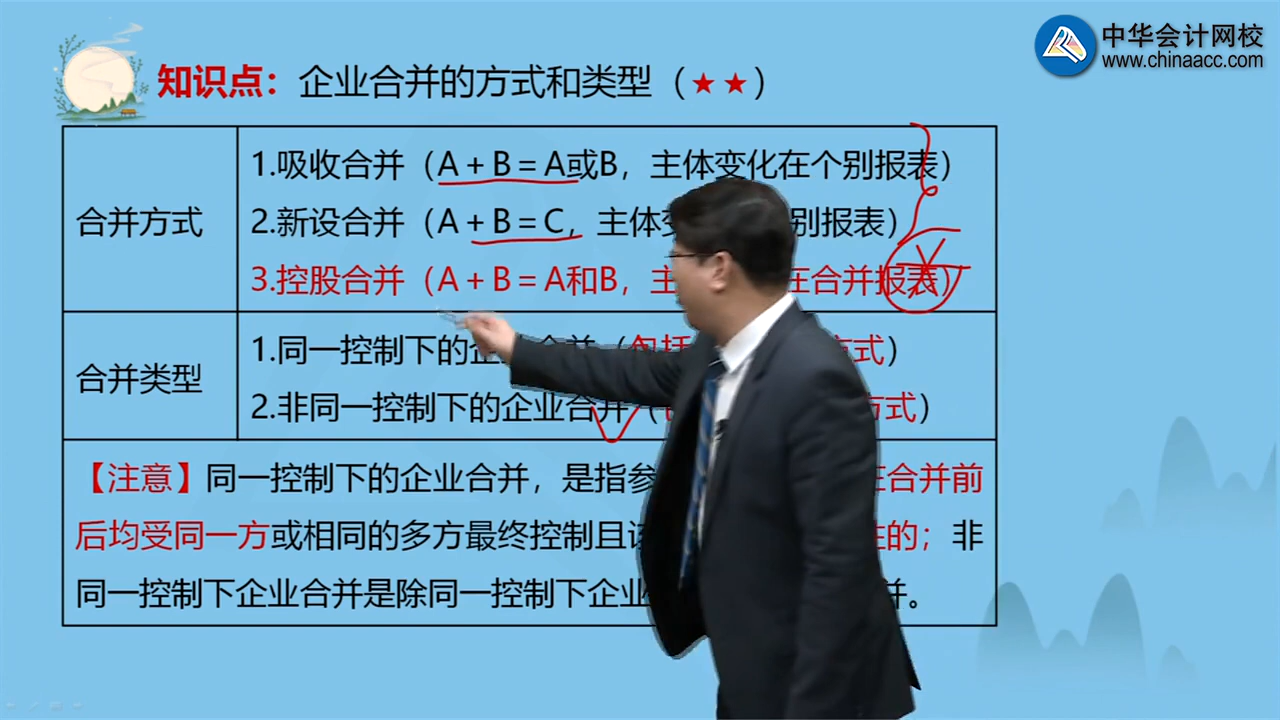 中华会计网校
www.chinaacc.com
知识点：企业合并的方式和类型（★★）
合并方式
1.吸收合并（A+B=A或B，主体变化在个别报表）
2.新设合并（A+B=C，主体变 别报表）
3.控股合并（A+B=A和B，主 在合并报表）
合并类型
1.同一控制下的企业合并（包括 方式）
2.非同一控制下的企业合并（ 方式）
【注意】同一控制下的企业合并，是指参 在合并前
后均受同一方或相同的多方最终控制且该 性的；非
同一控制下企业合并是除同一控制下企业 并。